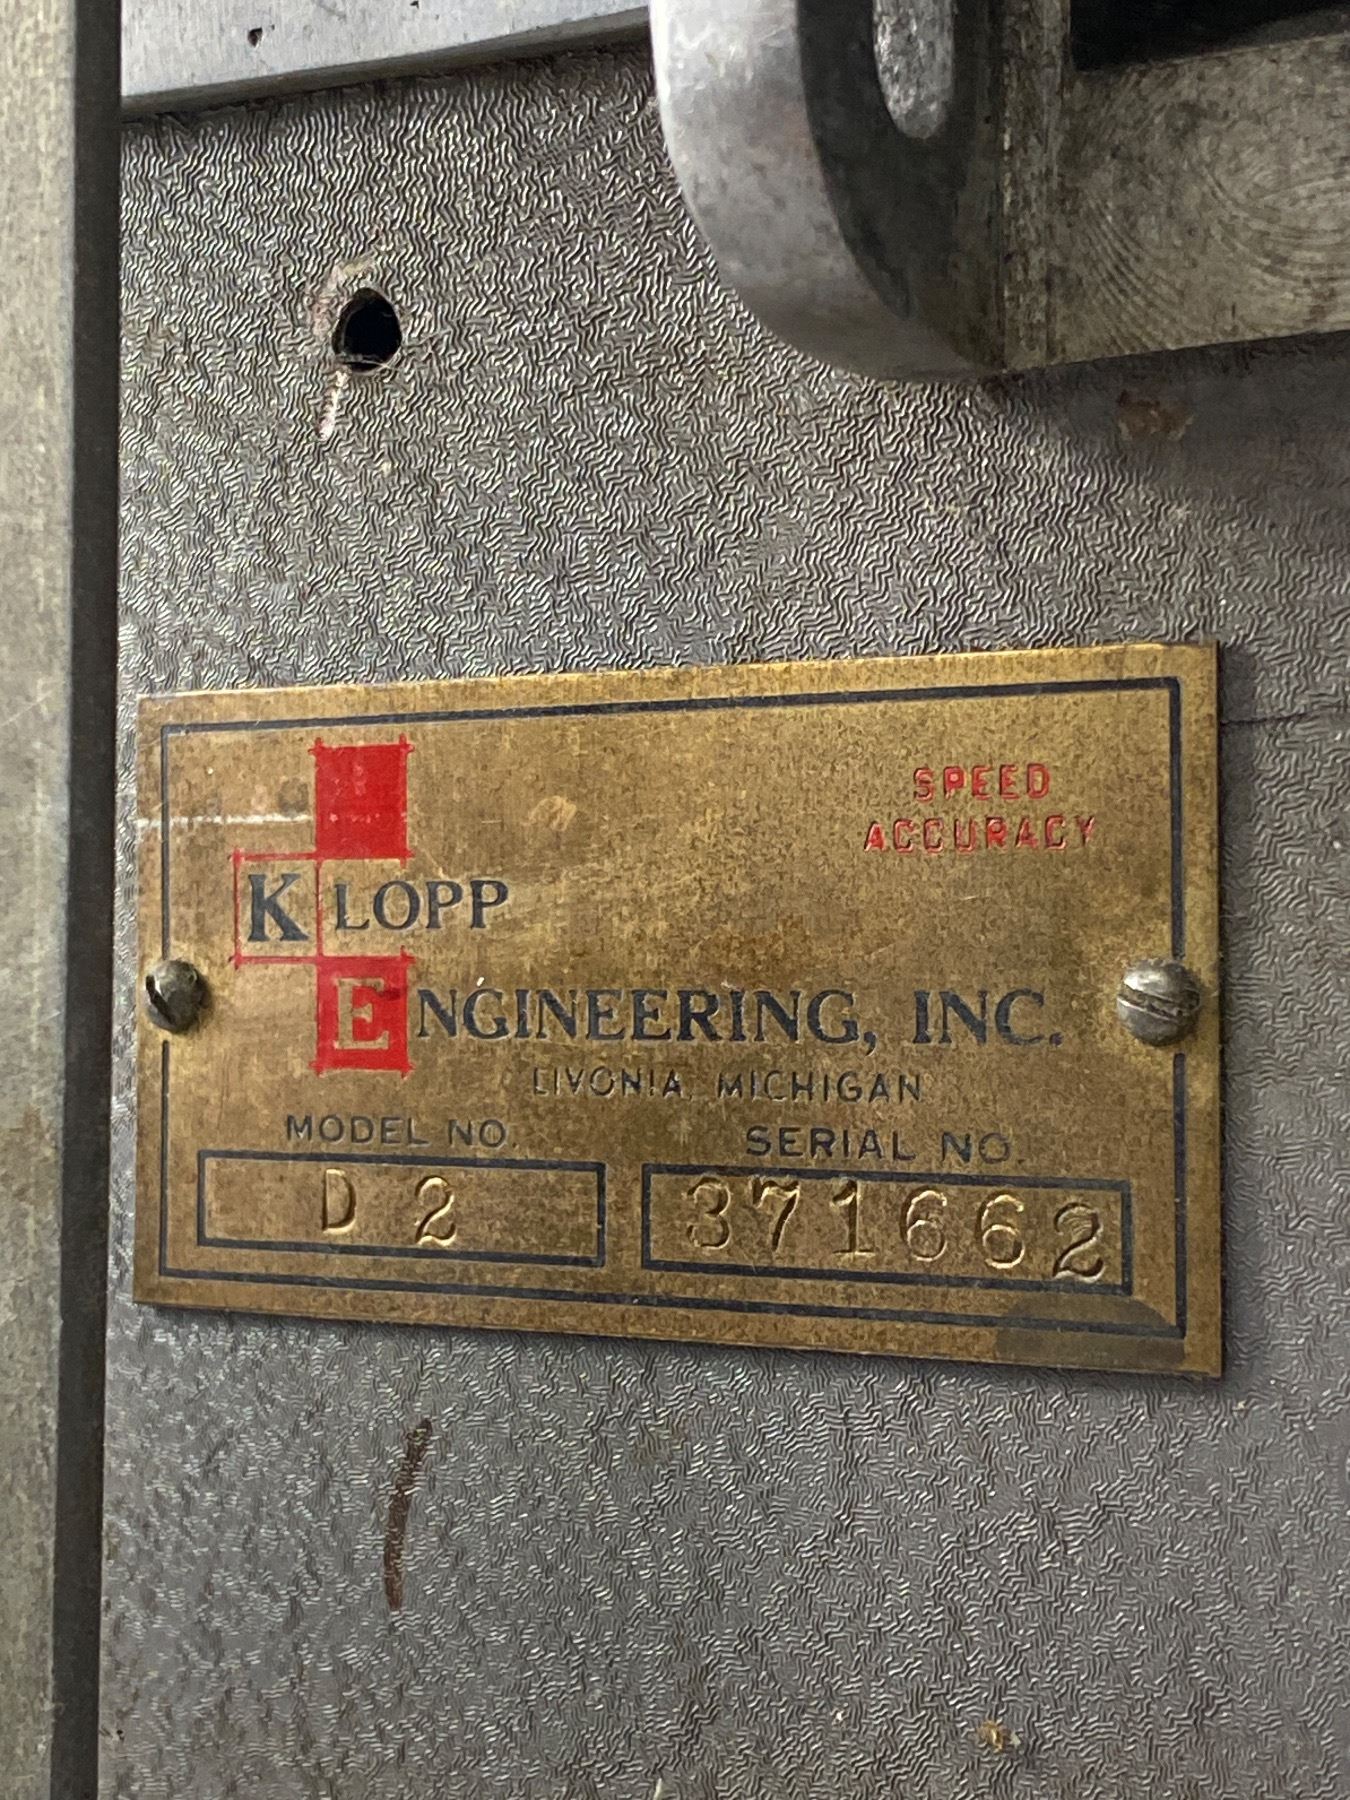 SPEED
ACCURACY
KLOPP
ENGINEERING, INC.
LIVONIA, MICHIGAN
MODEL NO. SERIAL NO.
D 2 371662